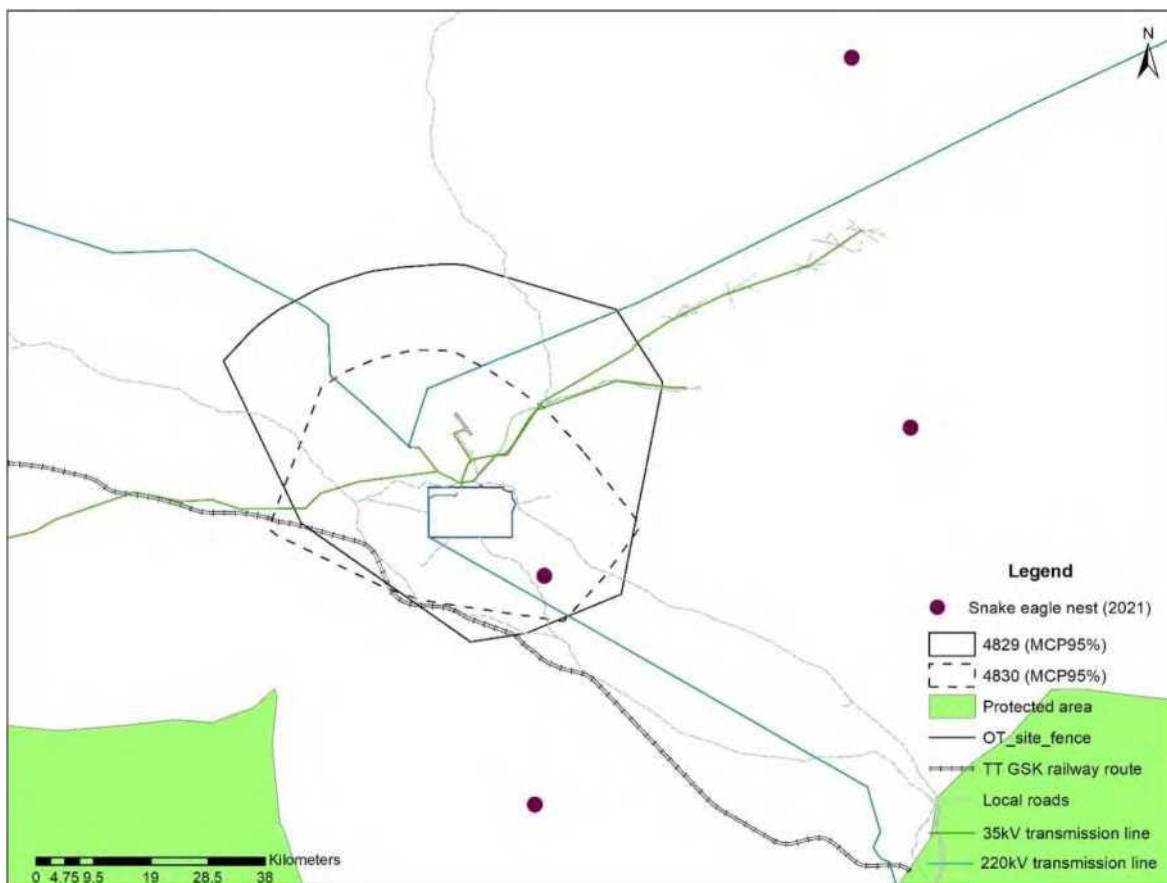 N
Legend
Snake eagle nest (2021)
4829 (MCP95%)
4830 (MCP95%)
Protected area
OT_site_fence
TT GSK railway route
Local roads
35kV transmission line
220kV transmission line
Kilometers
0 4.75 9.5 19 28.5 38